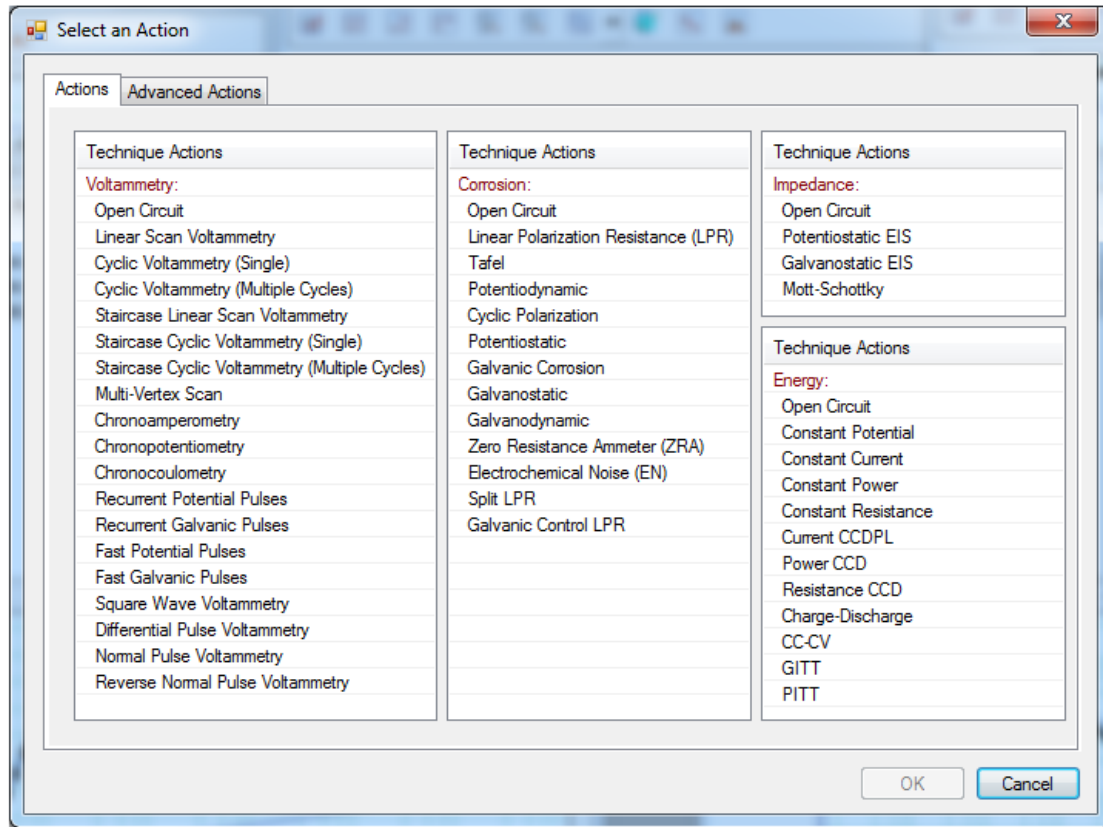 Select an Action
Actions
Advanced Actions
Technique Actions
Voltammetry:
Open Circuit
Linear Scan Voltammetry
Cyclic Voltammetry (Single)
Cyclic Voltammetry (Multiple Cycles)
Staircase Linear Scan Voltammetry
Staircase Cyclic Voltammetry (Single)
Staircase Cyclic Voltammetry (Multiple Cycles)
Multi-Vertex Scan
Chronoamperometry
Chronopotentiometry
Chronocoulometry
Recurrent Potential Pulses
Recurrent Galvanic Pulses
Fast Potential Pulses
Fast Galvanic Pulses
Square Wave Voltammetry
Differential Pulse Voltammetry
Normal Pulse Voltammetry
Reverse Normal Pulse Voltammetry
Technique Actions
Corrosion:
Open Circuit
Linear Polarization Resistance (LPR)
Tafel
Potentiodynamic
Cyclic Polarization
Potentiostatic
Galvanic Corrosion
Galvanostatic
Galvanodynamic
Zero Resistance Ammeter (ZRA)
Electrochemical Noise (EN)
Split LPR
Galvanic Control LPR
Technique Actions
Impedance:
Open Circuit
Potentiostatic EIS
Galvanostatic EIS
Mott-Schottky
Technique Actions
Energy:
Open Circuit
Constant Potential
Constant Current
Constant Power
Constant Resistance
Current CCDPL
Power CCD
Resistance CCD
Charge-Discharge
CC-CV
GITT
PITT
OK
Cancel